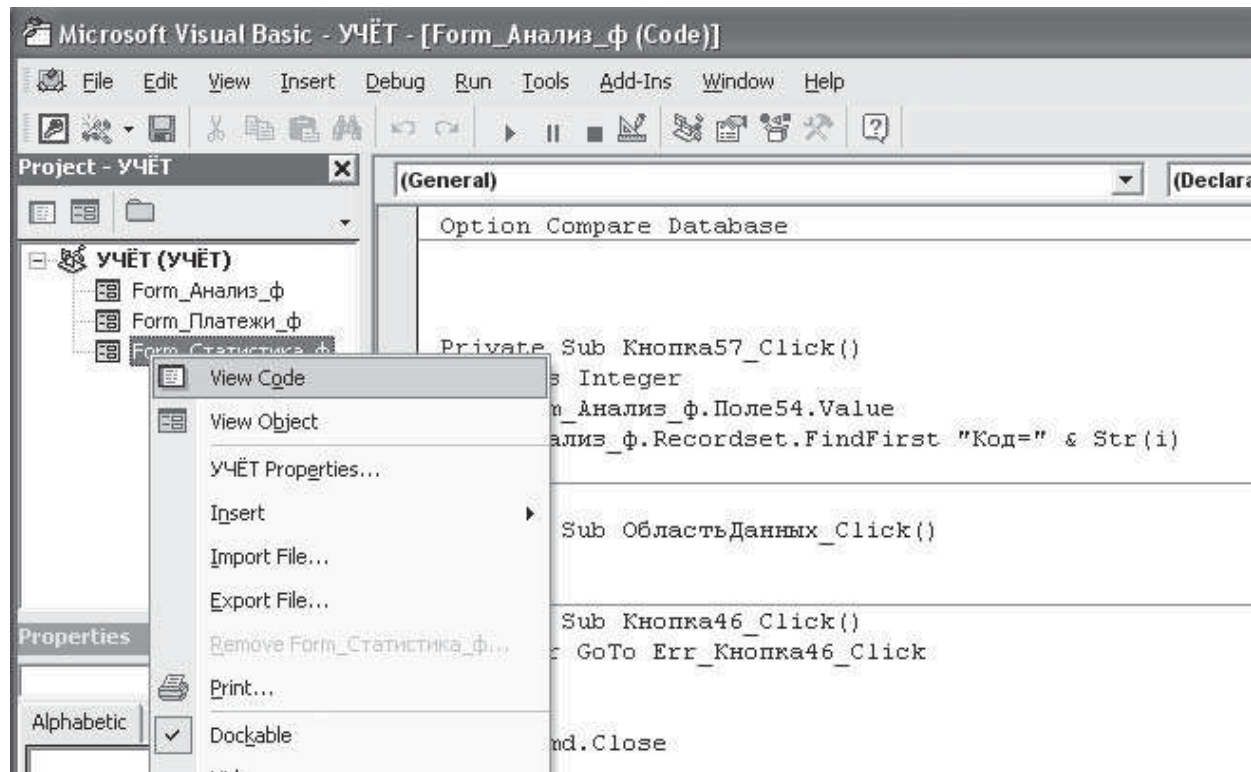 Microsoft Visual Basic - УЧЁТ - [Form_Анализ_ф (Code)]
File Edit View Insert Debug Run Tools Add-Ins Window Help
Project - УЧЁТ
(General) (Declara
Option Compare Database
УЧЁТ (УЧЁТ)
Form_Анализ_ф
Form_Платежи_ф
Form_Статистика_ф
Private Sub Кнопка57_Click()
View Code
s Integer
m_Анализ_ф.Поле54.Value
View Object
ализ_ф.Recordset.FindFirst "Код=" & Str(i)
УЧЁТ Properties...
Insert
Sub ОбластьДанных_Click()
Import File...
Export File...
Sub Кнопка46_Click()
Properties
Remove Form_Статистика_ф...
r GoTo Err_Кнопка46_Click
Print...
Alphabetic
Dockable
md.Close